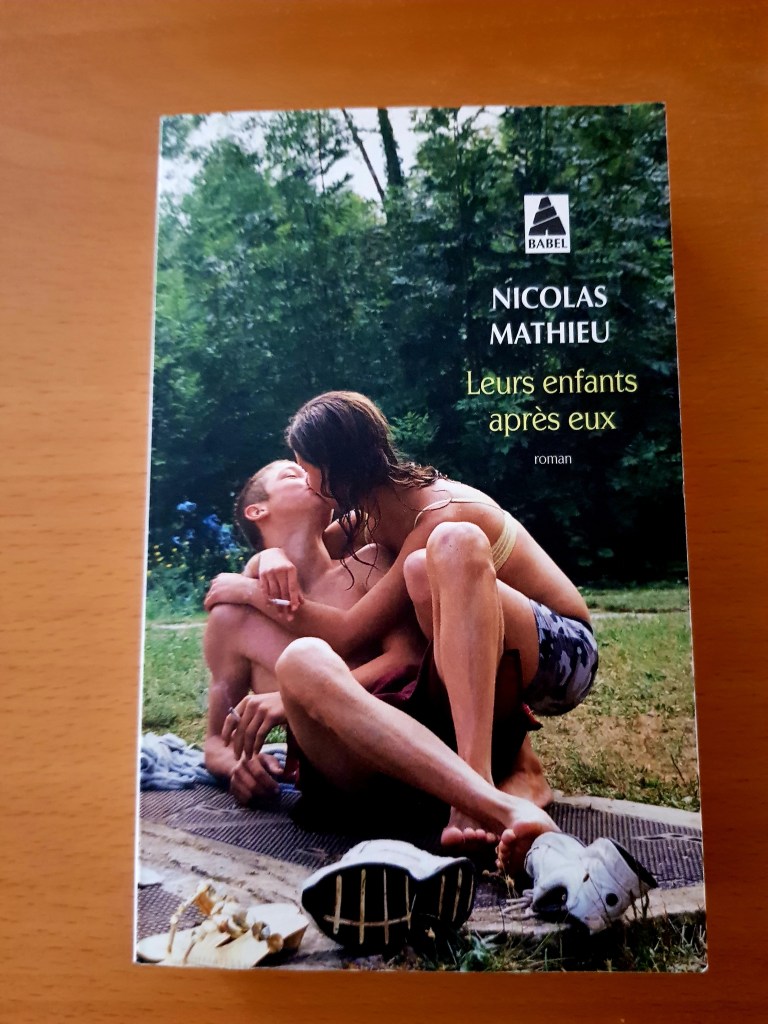 BABEL
NICOLAS
MATHIEU
Leurs enfants
après eux
roman